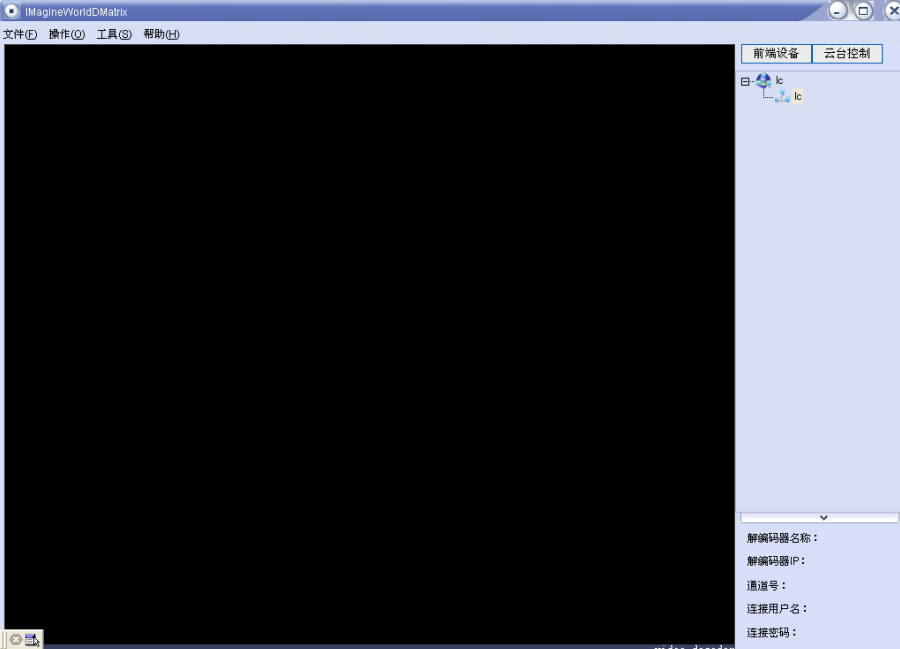 IMagineWorldDMatrix
文件(F) 操作(O) 工具(S) 帮助(H)
前端设备 云台控制
lc
lc
解编码器名称：
解编码器IP：
通道号：
连接用户名：
连接密码：
video decoder